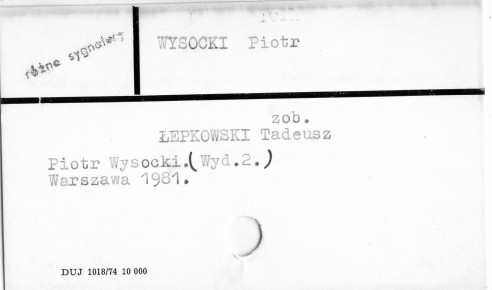 różne sygnatury
WYSOCKI Piotr
zob.
ŁEPKOWSKI Tadeusz
Piotr Wysocki.(Wyd.2.)
Warszawa 1981.
DUJ 1018/74 10 000